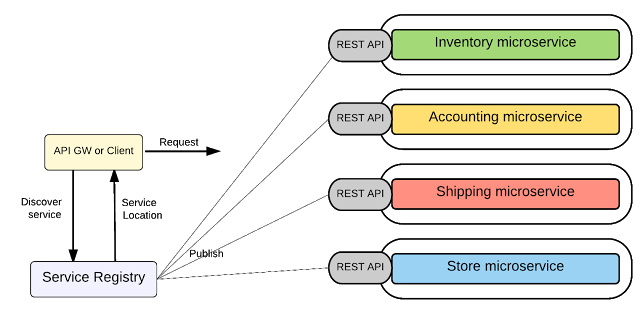 REST API
Inventory microservice
REST API
Accounting microservice
API GW or Client
Request
REST API
Shipping microservice
Discover
service
Service
Location
Publish
REST API
Store microservice
Service Registry